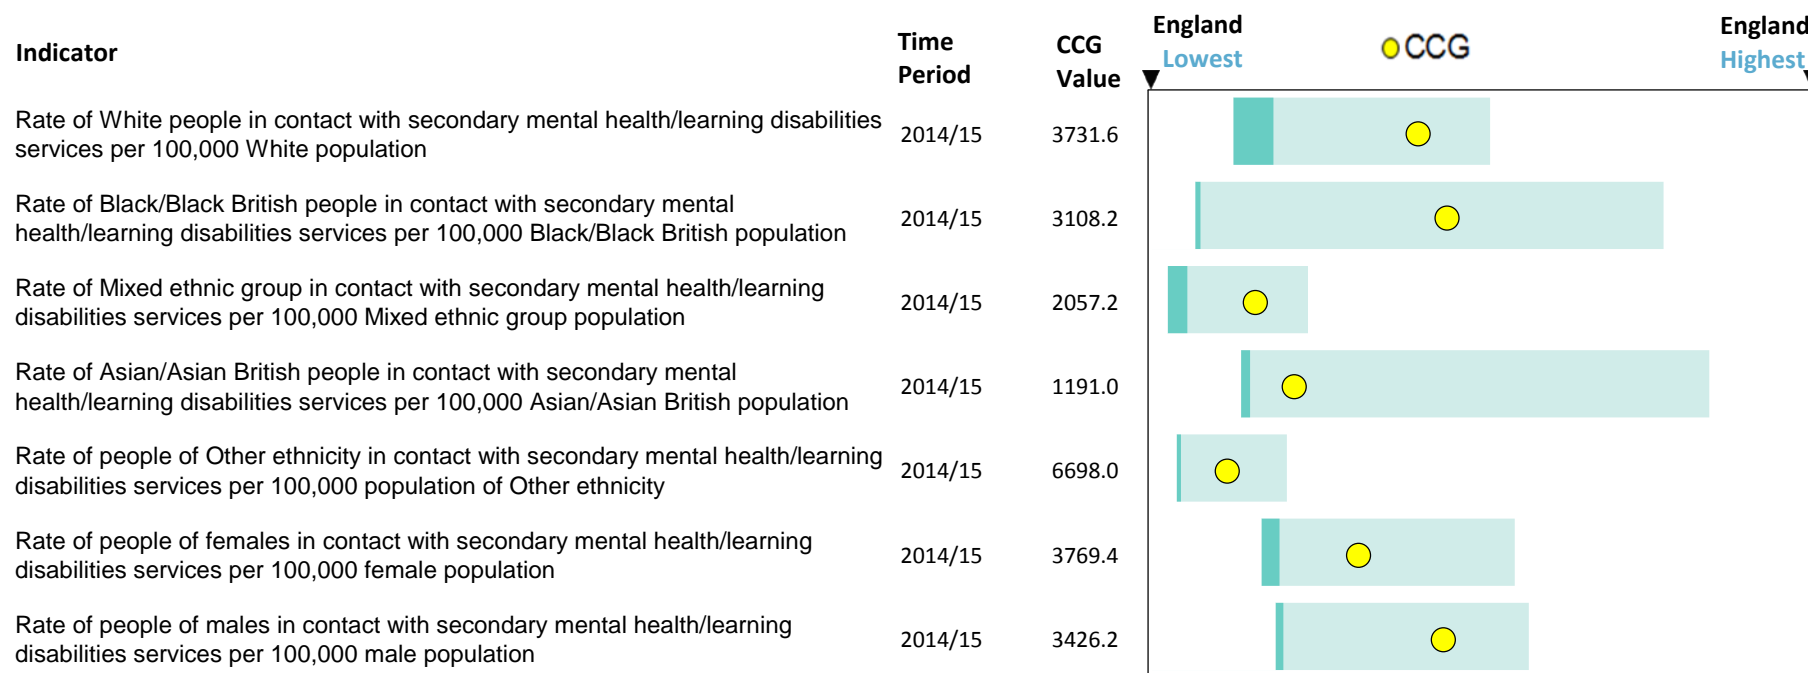 Indicator
Time
Period
CCG
Value
England
Lowest
CCG
England
Highest
Rate of White people in contact with secondary mental health/learning disabilities
services per 100,000 White population
2014/15
3731.6
Rate of Black/Black British people in contact with secondary mental
health/learning disabilities services per 100,000 Black/Black British population
2014/15
3108.2
Rate of Mixed ethnic group in contact with secondary mental health/learning
disabilities services per 100,000 Mixed ethnic group population
2014/15
2057.2
Rate of Asian/Asian British people in contact with secondary mental
health/learning disabilities services per 100,000 Asian/Asian British population
2014/15
1191.0
Rate of people of Other ethnicity in contact with secondary mental health/learning
disabilities services per 100,000 population of Other ethnicity
2014/15
6698.0
Rate of people of females in contact with secondary mental health/learning
disabilities services per 100,000 female population
2014/15
3769.4
Rate of people of males in contact with secondary mental health/learning
disabilities services per 100,000 male population
2014/15
3426.2